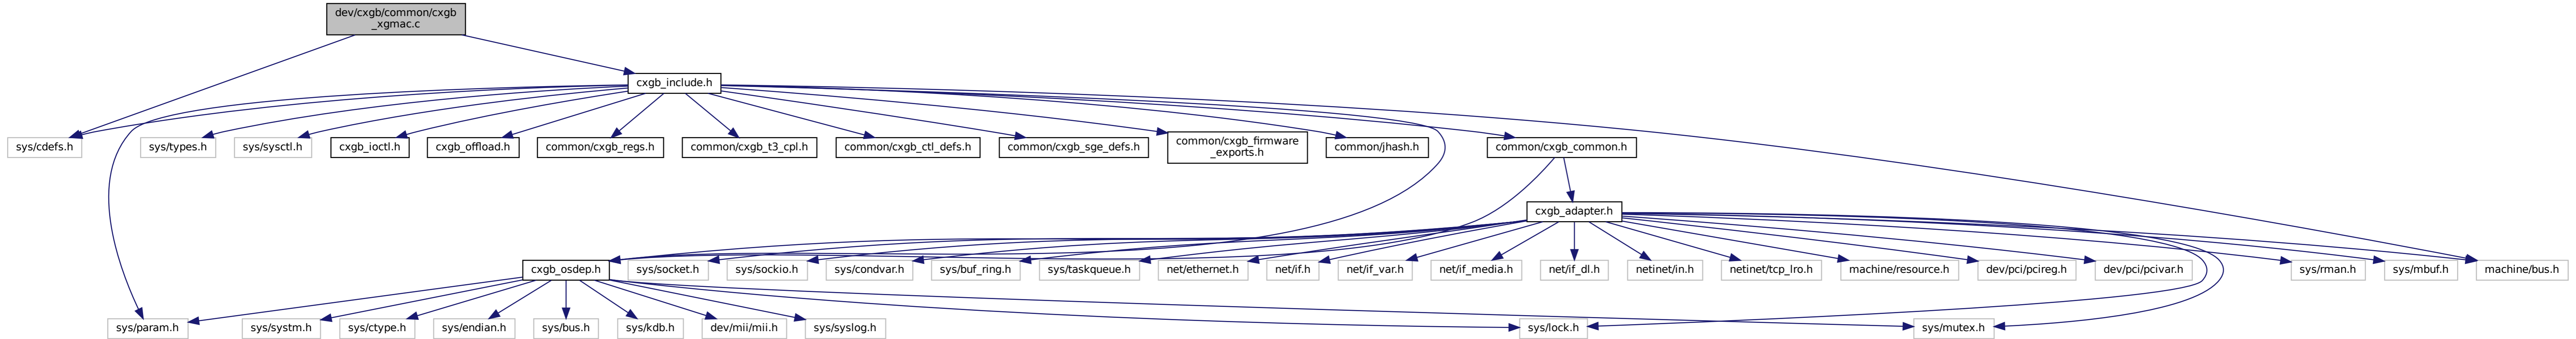 dev/cxgb/common/cxgb
_xgmac.c
cxgb_include.h
sys/cdefs.h
sys/types.h
sys/sysctl.h
cxgb_ioctl.h
cxgb_offload.h
common/cxgb_regs.h
common/cxgb_t3_cpl.h
common/cxgb_ctl_defs.h
common/cxgb_sge_defs.h
common/cxgb_firmware
_exports.h
common/jhash.h
common/cxgb_common.h
cxgb_adapter.h
cxgb_osdep.h
sys/socket.h
sys/sockio.h
sys/condvar.h
sys/buf_ring.h
sys/taskqueue.h
net/ethernet.h
net/if.h
net/if_var.h
net/if_media.h
net/if_dl.h
netinet/in.h
netinet/tcp_lro.h
machine/resource.h
dev/pci/pcireg.h
dev/pci/pcivar.h
sys/rman.h
sys/mbuf.h
machine/bus.h
sys/param.h
sys/systm.h
sys/ctype.h
sys/endian.h
sys/bus.h
sys/kdb.h
dev/mii/mii.h
sys/syslog.h
sys/lock.h
sys/mutex.h